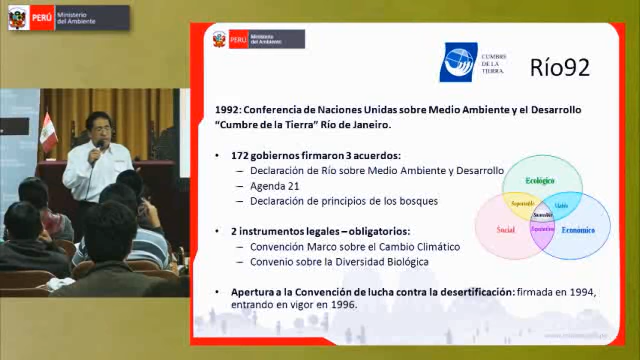 PERÚ
Ministerio
del Ambiente
PERÚ
Ministerio
del Ambiente
CUMBRE
DE LA
TIERRA.
Río92
1992: Conferencia de Naciones Unidas sobre Medio Ambiente y el Desarrollo
“Cumbre de la Tierra” Río de Janeiro.
• 172 gobiernos firmaron 3 acuerdos:
– Declaración de Río sobre Medio Ambiente y Desarrollo
– Agenda 21
– Declaración de principios de los bosques
• 2 instrumentos legales – obligatorios:
– Convención Marco sobre el Cambio Climático
– Convenio sobre la Diversidad Biológica
• Apertura a la Convención de lucha contra la desertificación: firmada en 1994,
entrando en vigor en 1996.
Ecológico
Soportable
Viable
Sostenible
Social
Equitativo
Económico